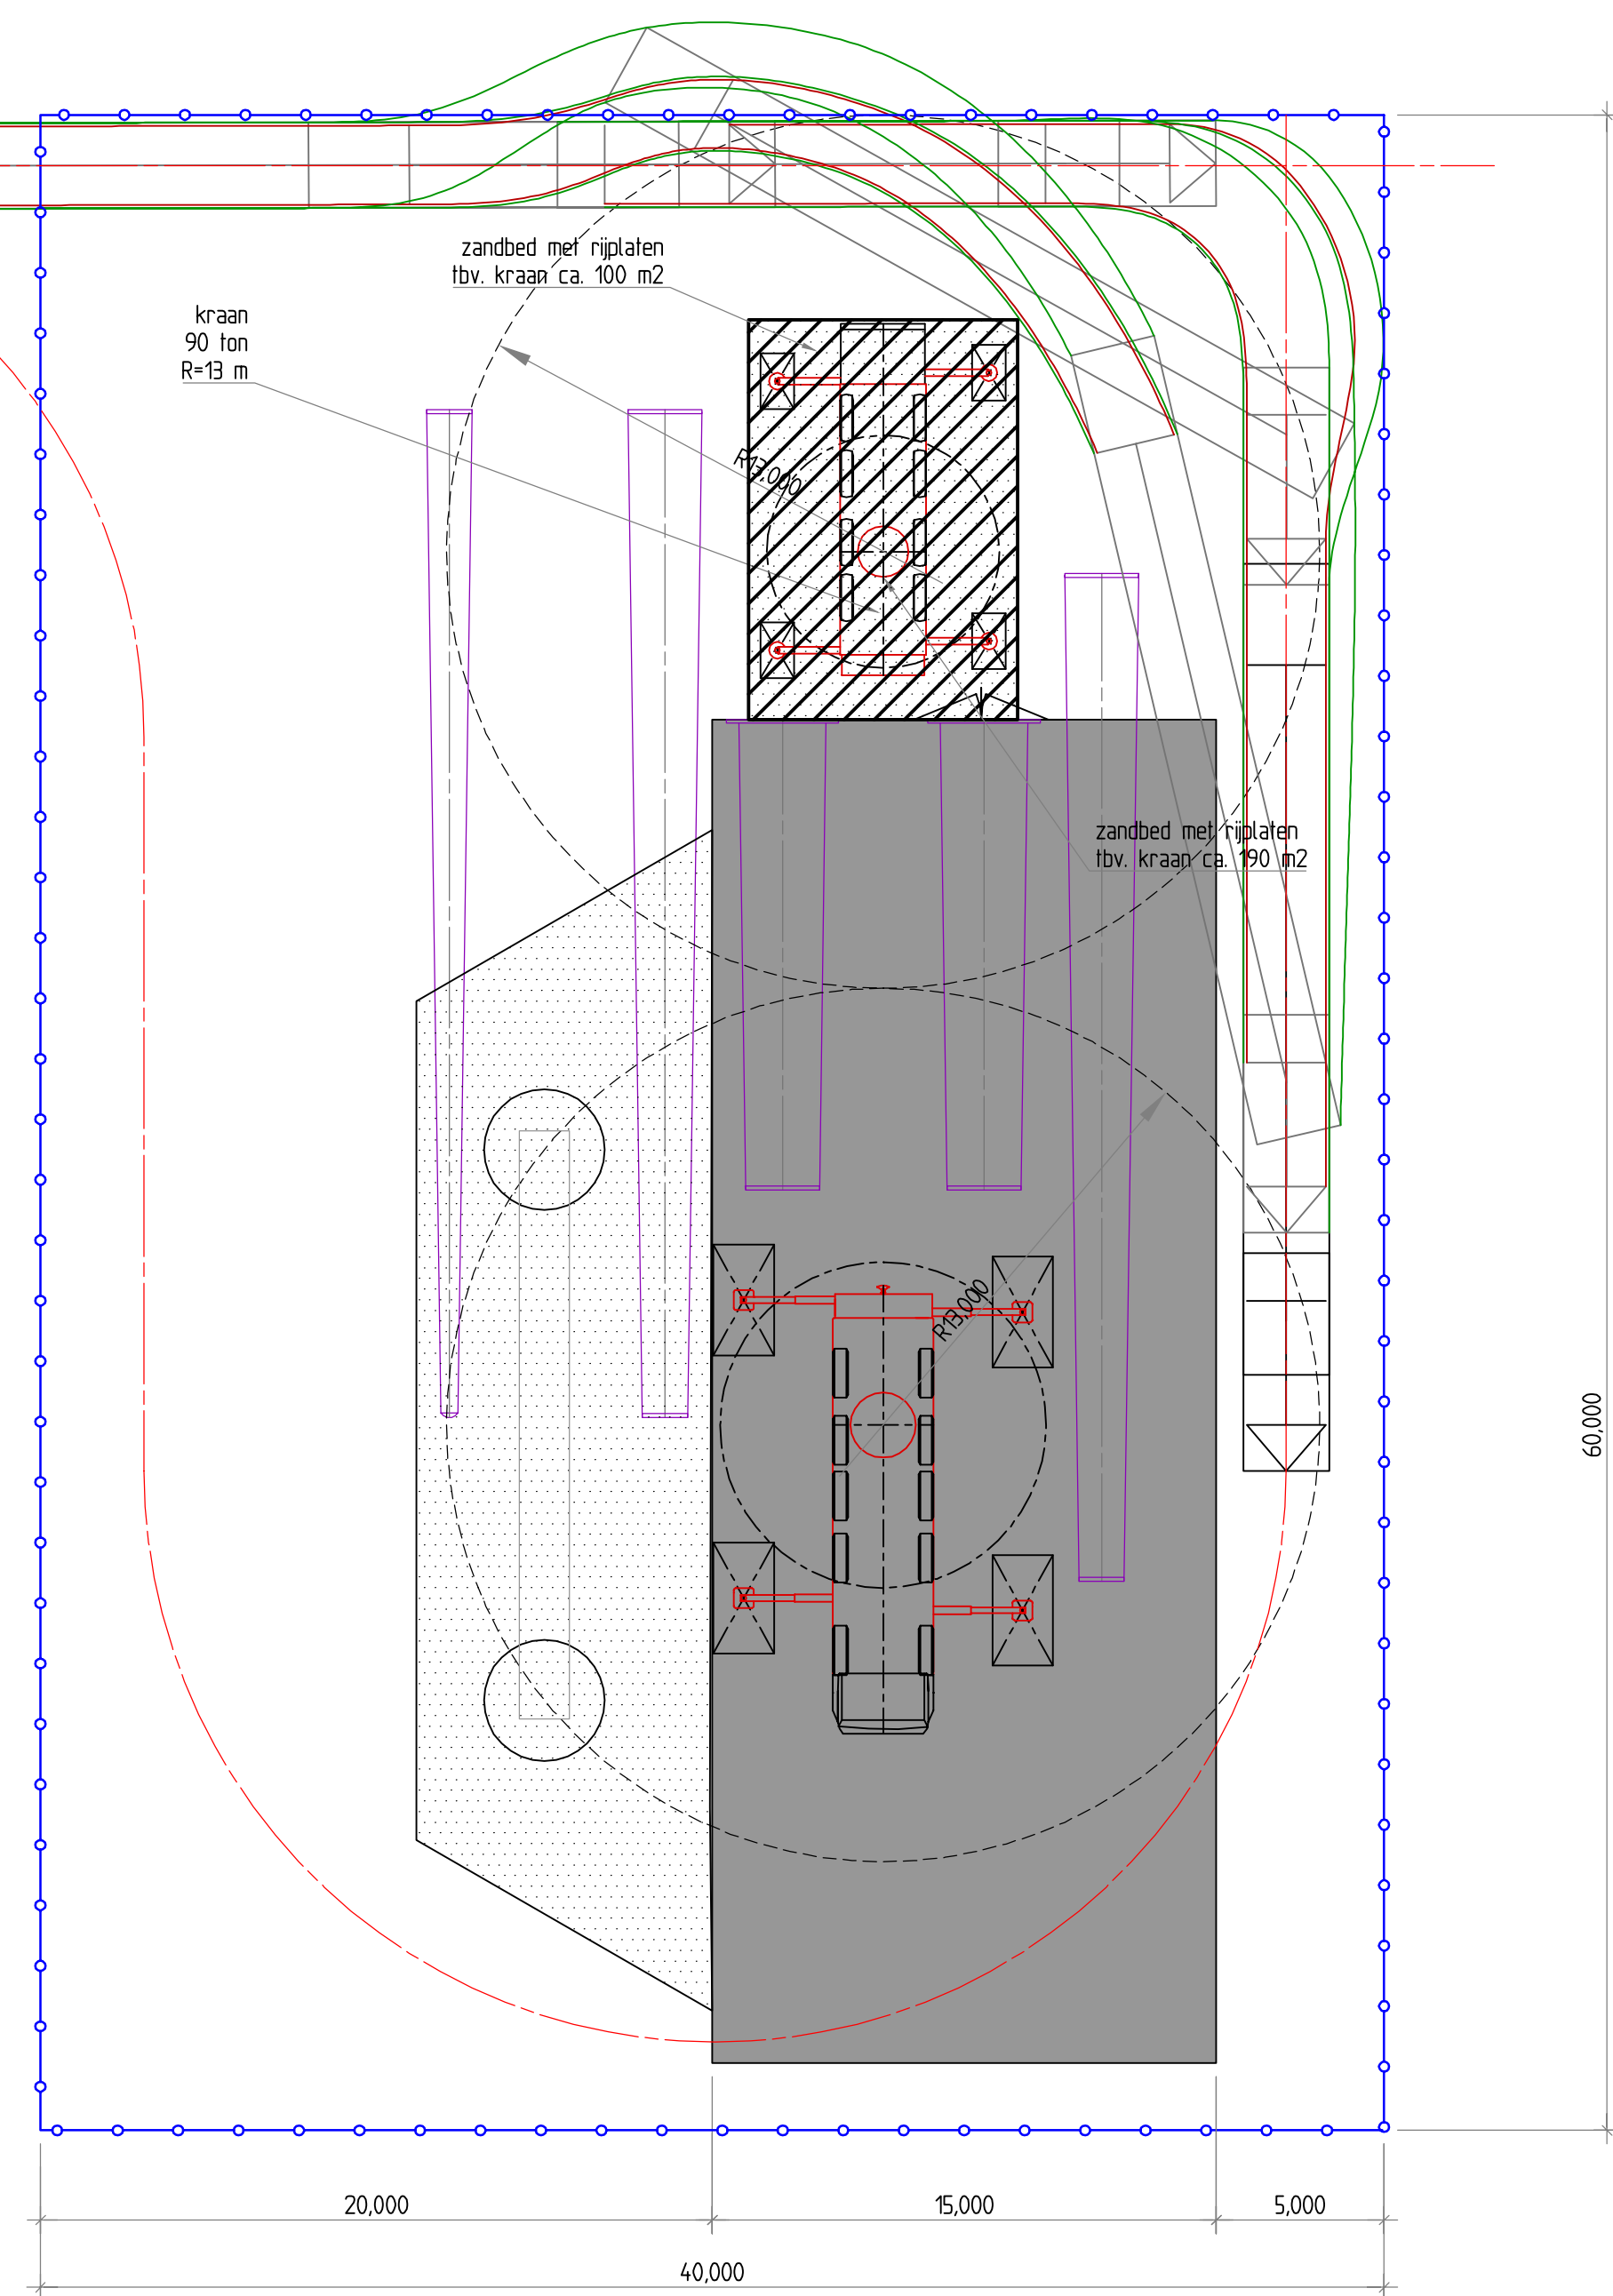 zandbed met rijplaten
tbv. kraan ca. 100 m2
kraan
90 ton
R=13 m
R13,000
zandbed met rijplaten
tbv. kraan ca. 190 m2
R13,000
60,000
20,000
15,000
5,000
40,000